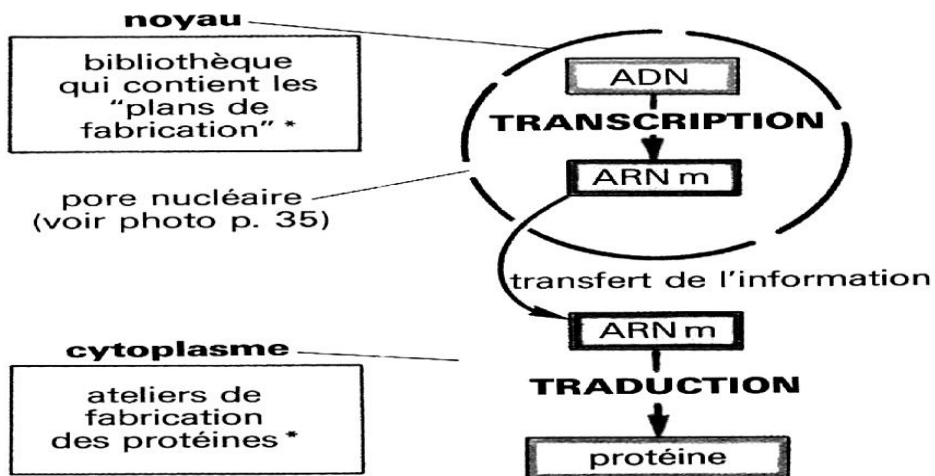 noyau
bibliothèque
qui contient les
“plans de
fabrication” *
ADN
TRANSCRIPTION
ARN m
pore nucléaire
(voir photo p. 35)
transfert de l’information
ARN m
cytoplasme
ateliers de
fabrication
des protéines *
TRADUCTION
protéine